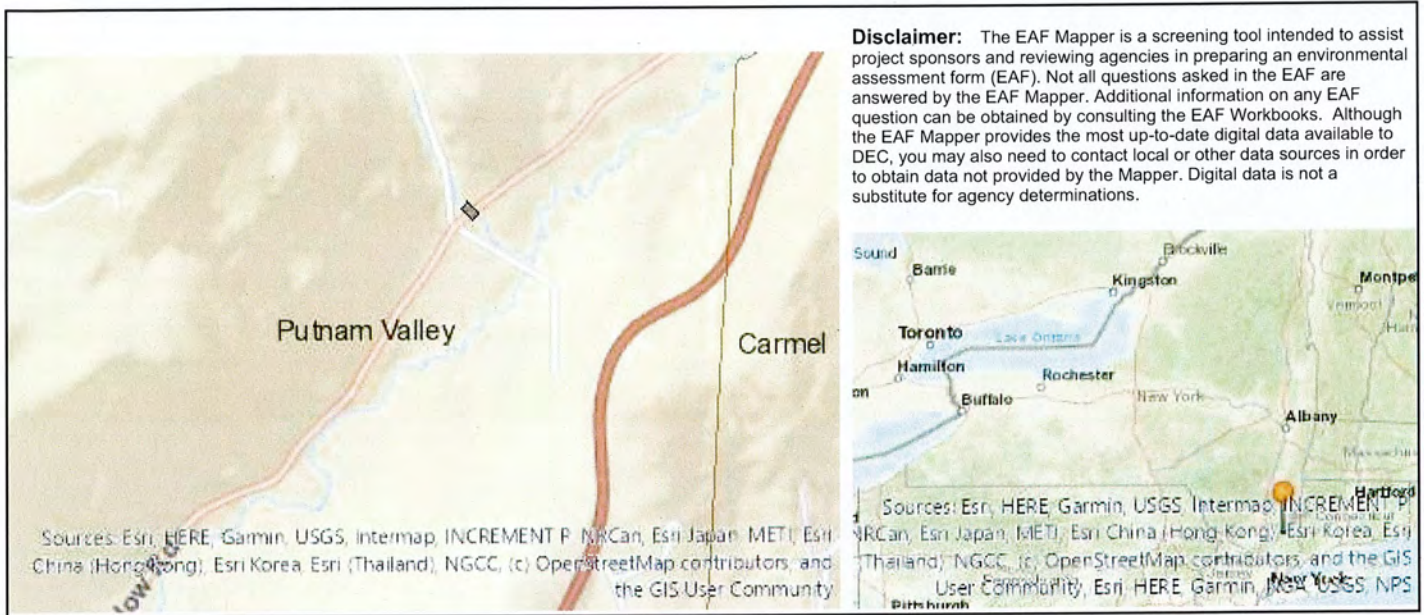 Disclaimer: The EAF Mapper is a screening tool intended to assist
project sponsors and reviewing agencies in preparing an environmental
assessment form (EAF). Not all questions asked in the EAF are
answered by the EAF Mapper. Additional information on any EAF
question can be obtained by consulting the EAF Workbooks. Although
the EAF Mapper provides the most up-to-date digital data available to
DEC, you may also need to contact local or other data sources in order
to obtain data not provided by the Mapper. Digital data is not a
substitute for agency determinations.
Putnam Valley
Carmel
Sources: Esri, HERE, Garmin, USGS, Intermap, INCREMENT P, NRCan, Esri Japan, METI, Esri
China (Hong Kong), Esri Korea, Esri (Thailand), NGCC, (c) OpenStreetMap contributors, and
the GIS User Community
Sound
Barrie
Brockville
Kingston
Montpe
Vermont
Toronto
Lake Ontario
Hamilton
Rochester
on
Buffalo
New York
Albany
Hartford
Sources: Esri, HERE, Garmin, USGS, Intermap, INCREMENT P,
NRCan, Esri Japan, METI, Esri China (Hong Kong), Esri Korea, Esri
(Thailand), NGCC, (c) OpenStreetMap contributors, and the GIS
User Community, Esri, HERE, Garmin, USGS, NPS
New York
Pittsburgh